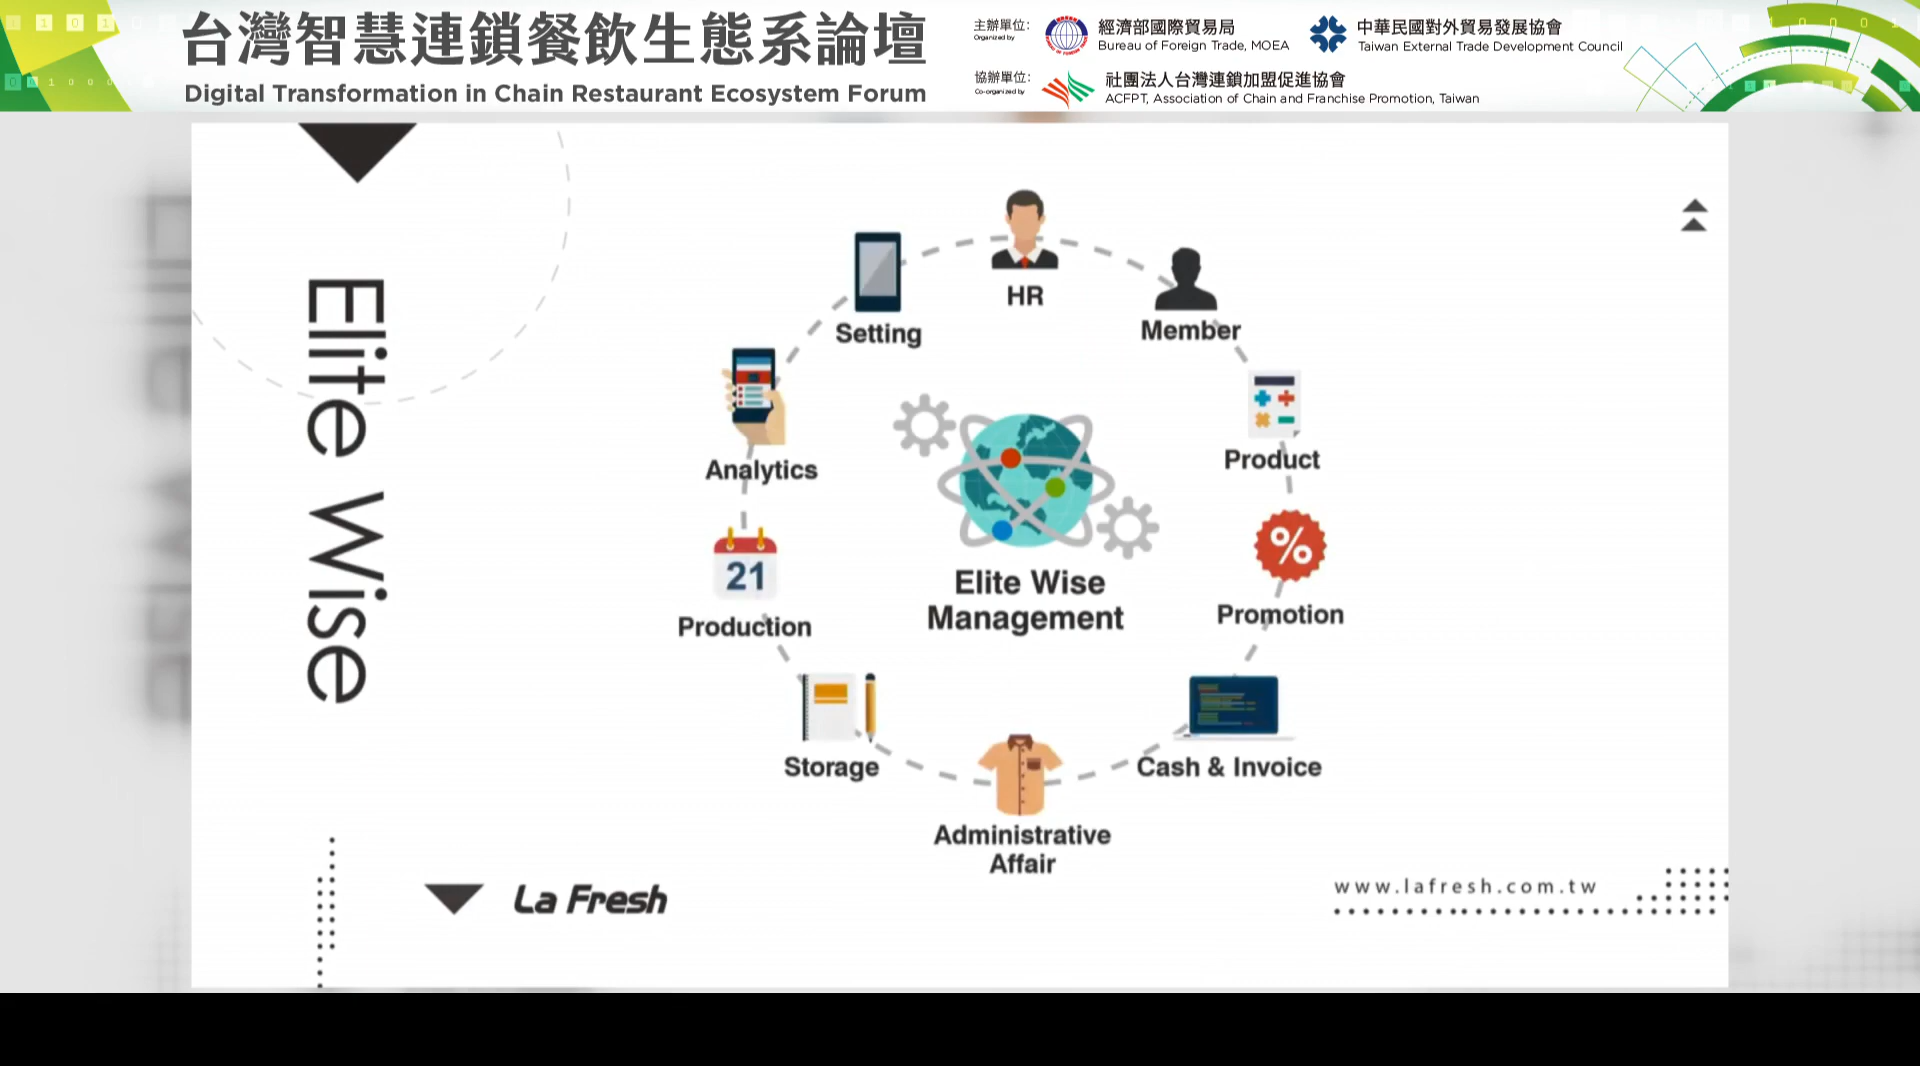 台灣智慧連鎖餐飲生態系論壇
Digital Transformation in Chain Restaurant Ecosystem Forum
主辦單位:
Organized by
經濟部國際貿易局
Bureau of Foreign Trade, MOEA
中華民國對外貿易發展協會
Taiwan External Trade Development Council
協辦單位:
Co-organized by
社團法人台灣連鎖加盟促進協會
ACFPT, Association of Chain and Franchise Promotion, Taiwan
Elite Wise
HR
Member
Setting
Product
Analytics
%
Promotion
21
Production
Elite Wise
Management
Storage
Cash & Invoice
Administrative
Affair
La Fresh
www.lafresh.com.tw